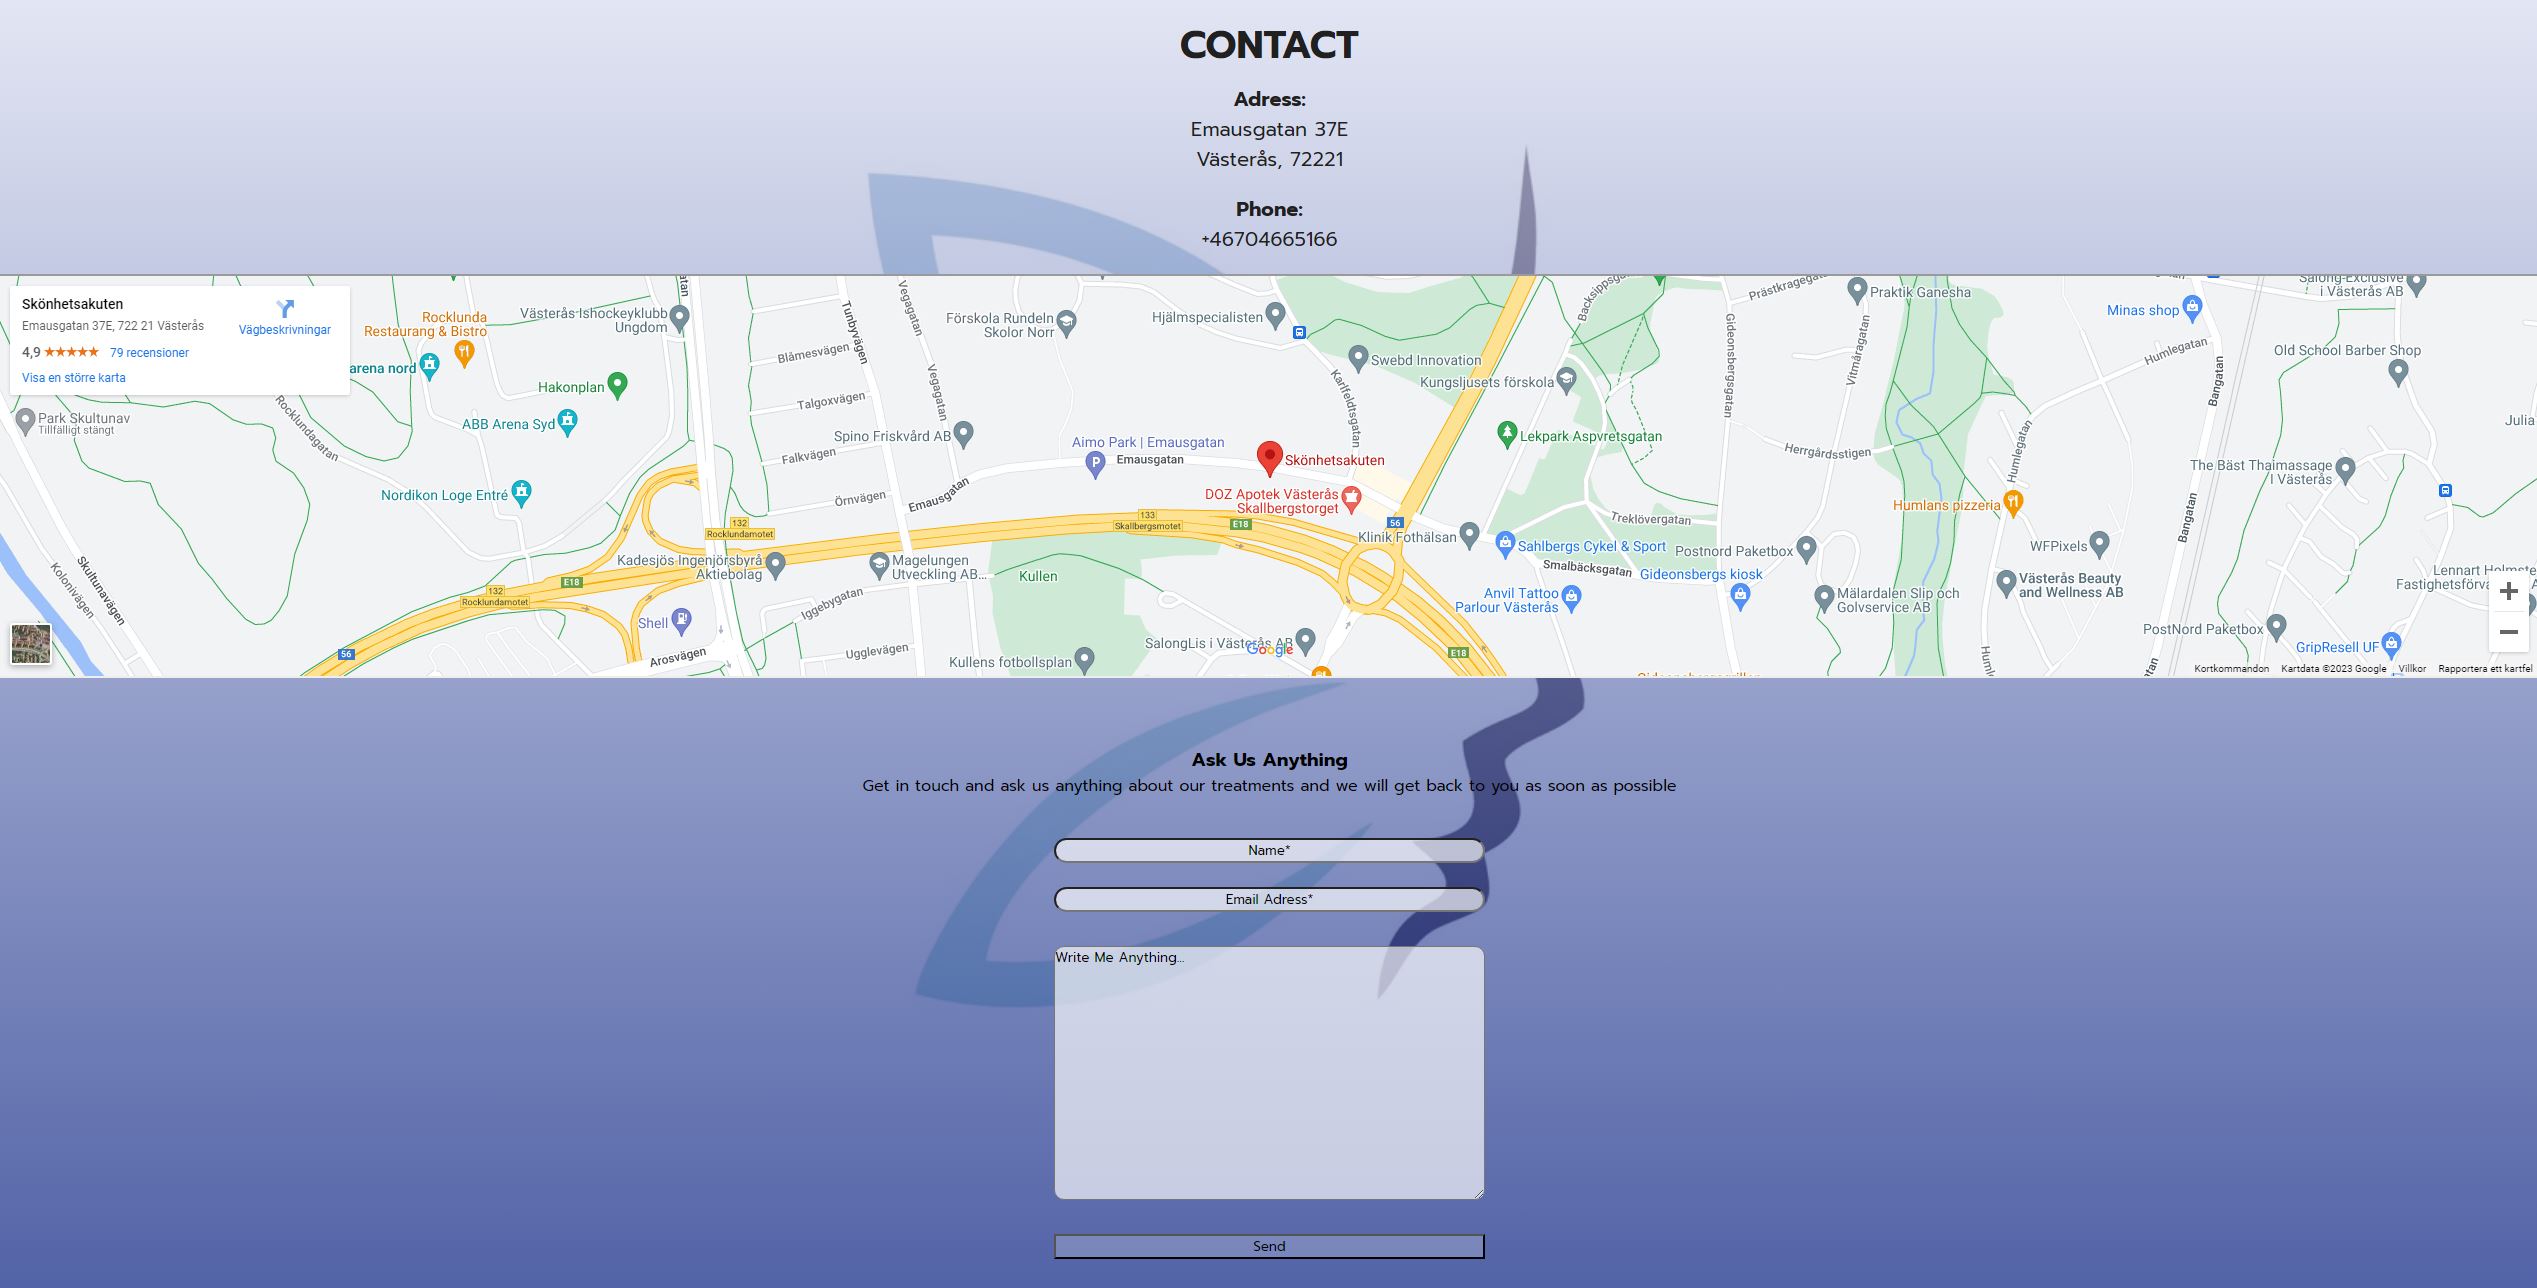 CONTACT
Adress:
Emausgatan 37E
Västerås, 72221
Phone:
+46704665166
Skönhetsakuten
Emausgatan 37E, 722 21 Västerås
4,9 ★★★★★ 79 recensioner
Visa en större karta
Vägbeskrivningar
Rocklunda
Restaurang & Bistro
Västerås Ishockeyklubb
Ungdom
arena nord
Hakonplan
ABB Arena Syd
Park Skultunav
Tillfälligt stängt
Rocklundagatan
Nordikon Loge Entré
Skultunavägen
Kolonivägen
Tunbyvägen
Vegagatan
Vegagatan
Blåmesvägen
Talgoxvägen
Falkvägen
Örnvägen
Emausgatan
Förskola Rundeln
Skolor Norr
Hjälmspecialisten
Spino Friskvård AB
Aimo Park | Emausgatan
Emausgatan
Skönhetsakuten
DOZ Apotek Västerås
Skallbergstorget
Karlfeldtsgatan
Swebd Innovation
Kungsljusets förskola
Lekpark Aspvretsgatan
Prästkragegata
Praktik Ganesha
Gideonsbergsgatan
Vitmåragatan
Herrgårdsstigen
Treklövergatan
Minas shop
Humlegatan
Humlegatan
Bangatan
Bangatan
Salong-Exclusive
i Västerås AB
Old School Barber Shop
Julia
The Bäst Thaimassage
I Västerås
Humlans pizzeria
WFPixels
Västerås Beauty
and Wellness AB
Lennart Holmste
PostNord Paketbox
GripResell UF
132
Rocklundamotet
133
Skallbergsmotet
E18
56
132
Rocklundamotet
E18
56
E18
Kadesjös Ingenjörsbyrå
Aktiebolag
Magelungen
Utveckling AB...
Kullen
Iggebygatan
Shell
Arosvägen
Ugglevägen
Kullens fotbollsplan
SalongLis i Västerås AB
Google
Klinik Fothälsan
Sahlbergs Cykel & Sport
Smalbäcksgatan
Anvil Tattoo
Parlour Västerås
Postnord Paketbox
Gideonsbergs kiosk
Mälardalen Slip och
Golvservice AB
Kortkommandon Kartdata ©2023 Google Villkor Rapportera ett kartfel
Ask Us Anything
Get in touch and ask us anything about our treatments and we will get back to you as soon as possible
Name*
Email Adress*
Write Me Anything...
Send